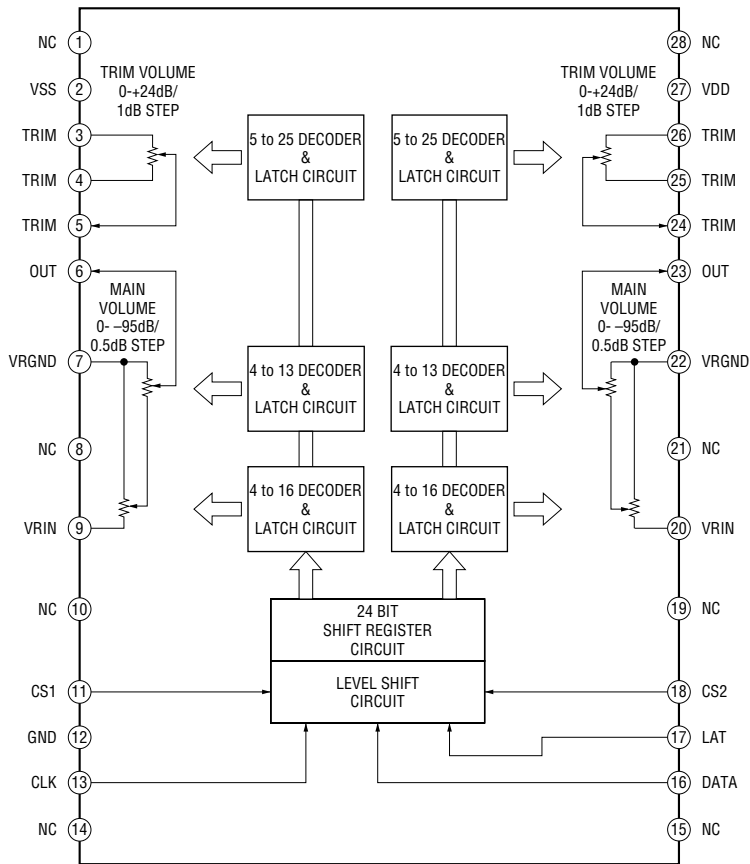 NC 1
VSS 2
TRIM 3
TRIM 4
TRIM 5
OUT 6
VRGND 7
NC 8
VRIN 9
NC 10
CS1 11
GND 12
CLK 13
NC 14
TRIM VOLUME
0-+24dB/
1dB STEP
MAIN
VOLUME
0- –95dB/
0.5dB STEP
5 to 25 DECODER
&
LATCH CIRCUIT
4 to 13 DECODER
&
LATCH CIRCUIT
4 to 16 DECODER
&
LATCH CIRCUIT
5 to 25 DECODER
&
LATCH CIRCUIT
4 to 13 DECODER
&
LATCH CIRCUIT
4 to 16 DECODER
&
LATCH CIRCUIT
24 BIT
SHIFT REGISTER
CIRCUIT
LEVEL SHIFT
CIRCUIT
TRIM VOLUME
0-+24dB/
1dB STEP
MAIN
VOLUME
0- –95dB/
0.5dB STEP
28 NC
27 VDD
26 TRIM
25 TRIM
24 TRIM
23 OUT
22 VRGND
21 NC
20 VRIN
19 NC
18 CS2
17 LAT
16 DATA
15 NC